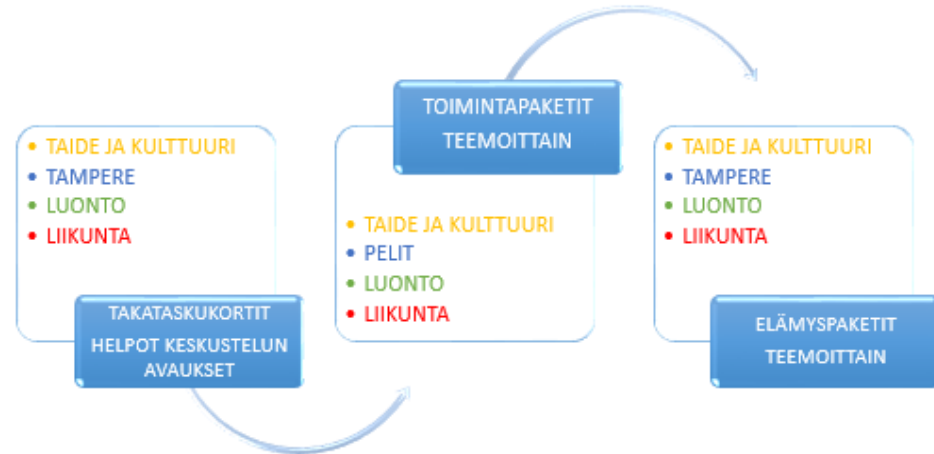 • TAIDE JA KULTTUURI
• TAMPERE
• LUONTO
• LIIKUNTA
TAKATASKUKORTIT
HELPOT KESKUSTELUN
AVAUKSET
TOIMINTAPAKETIT
TEEMOITTAIN
• TAIDE JA KULTTUURI
• PELIT
• LUONTO
• LIIKUNTA
• TAIDE JA KULTTUURI
• TAMPERE
• LUONTO
• LIIKUNTA
ELÄMYSPAKETIT
TEEMOITTAIN